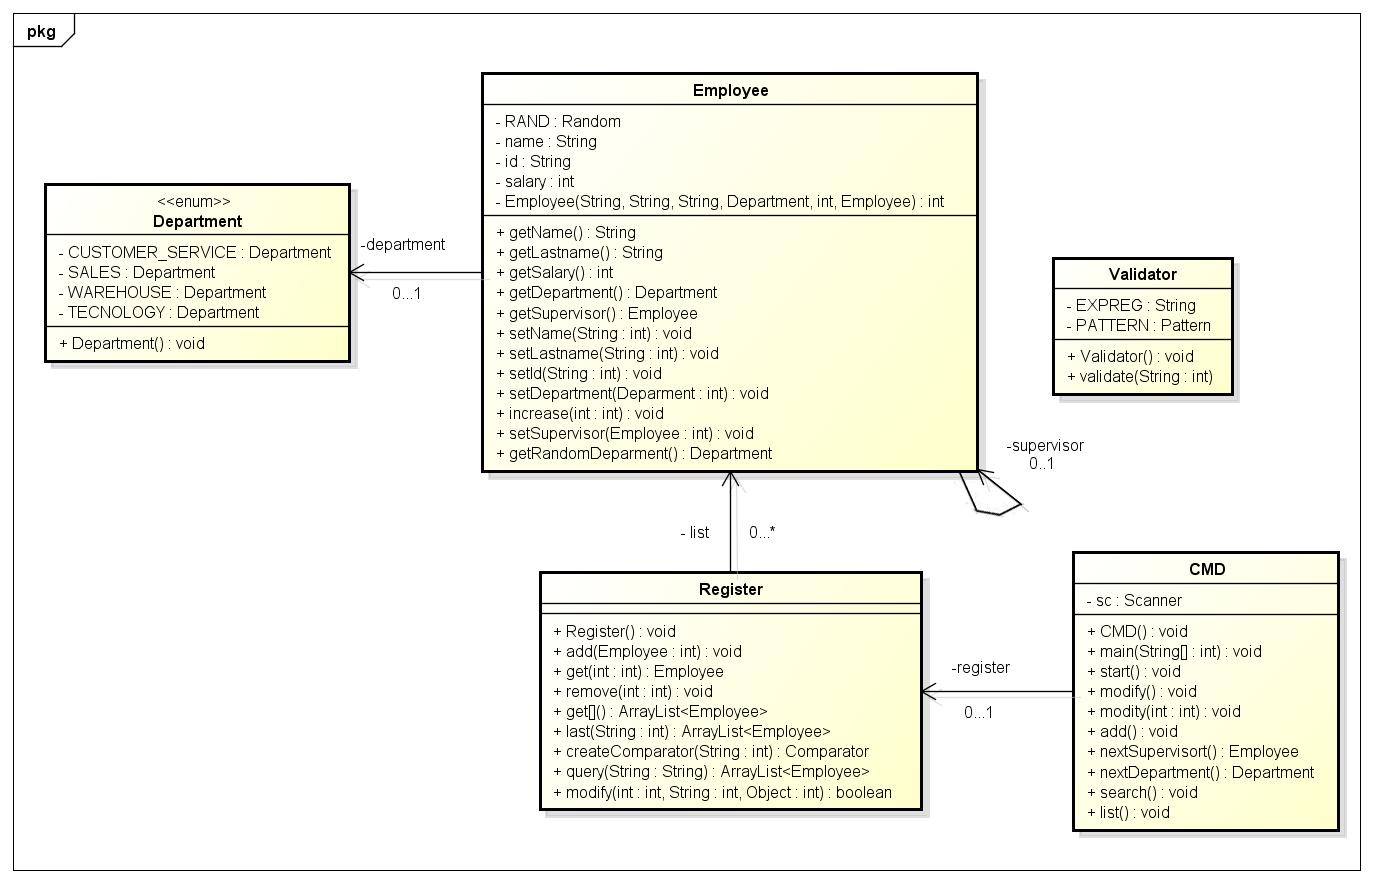 pkg
Employee
- RAND : Random
- name : String
- id : String
- salary : int
- Employee(String, String, String, Department, int, Employee) : int
+ getName() : String
+ getLastname() : String
+ getSalary() : int
+ getDepartment() : Department
+ getSupervisor() : Employee
+ setName(String : int) : void
+ setLastname(String : int) : void
+ setId(String : int) : void
+ setDepartment(Deparment : int) : void
+ increase(int : int) : void
+ setSupervisor(Employee : int) : void
+ getRandomDeparment() : Department
<<enum>>
Department
- CUSTOMER_SERVICE : Department
- SALES : Department
- WAREHOUSE : Department
- TECNOLOGY : Department
+ Department() : void
-department
0...1
Validator
- EXPREG : String
- PATTERN : Pattern
+ Validator() : void
+ validate(String : int)
-supervisor
0..1
- list
0...*
Register
+ Register() : void
+ add(Employee : int) : void
+ get(int : int) : Employee
+ remove(int : int) : void
+ get[]() : ArrayList<Employee>
+ last(String : int) : ArrayList<Employee>
+ createComparator(String : int) : Comparator
+ query(String : String) : ArrayList<Employee>
+ modify(int : int, String : int, Object : int) : boolean
-register
0...1
CMD
- sc : Scanner
+ CMD() : void
+ main(String[] : int) : void
+ start() : void
+ modify() : void
+ modity(int : int) : void
+ add() : void
+ nextSupervisort() : Employee
+ nextDepartment() : Department
+ search() : void
+ list() : void